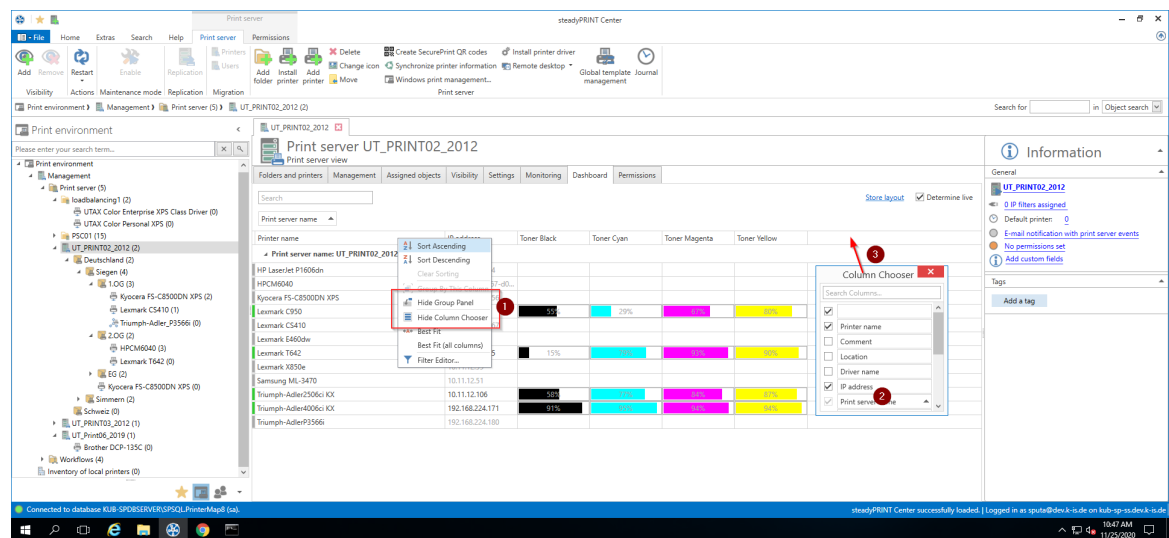 Print server
steadyPRINT Center
File Home Extras Search Help Print server Permissions
Add Remove Restart Enable Replication Printers Users
Add folder Install printer Add printer
Delete
Change icon
Move
Create SecurePrint QR codes
Synchronize printer information
Windows print management...
Install printer driver
Remote desktop
Global template management Journal
Visibility Actions Maintenance mode Replication Migration Print server
Print environment Management Print server (5) UT_PRINT02_2012 (2)
Search for in Object search
Print environment
Please enter your search term...
Print environment
Management
Print server (5)
loadbalancing1 (2)
UTAX Color Enterprise XPS Class Driver (0)
UTAX Color Personal XPS (0)
PSC01 (15)
UT_PRINT02_2012 (2)
Deutschland (2)
Siegen (4)
1.OG (3)
Kyocera FS-C8500DN XPS (2)
Lexmark CS410 (1)
Triumph-Adler_P3566i (0)
2.OG (2)
HPCM6040 (3)
Lexmark T642 (0)
EG (2)
Kyocera FS-C8500DN XPS (0)
Simmern (2)
Schweiz (0)
UT_PRINT03_2012 (1)
UT_Print06_2019 (1)
Brother DCP-135C (0)
Workflows (4)
Inventory of local printers (0)
UT_PRINT02_2012
Print server UT_PRINT02_2012
Print server view
Folders and printers Management Assigned objects Visibility Settings Monitoring Dashboard Permissions
Search
Store layout Determine live
Print server name
Printer name IP address Toner Black Toner Cyan Toner Magenta Toner Yellow
Print server name: UT_PRINT02_2012
HP LaserJet P1606dn
HPCM6040
Kyocera FS-C8500DN XPS
Lexmark C950 55% 29% 87% 80%
Lexmark CS410
Lexmark E460dw
Lexmark T642 15% 93% 90%
Lexmark X850e
Samsung ML-3470 10.11.12.51
Triumph-Adler2506ci KX 10.11.12.106 58% 84% 87%
Triumph-Adler4006ci KX 192.168.224.171 91% 94% 94%
Triumph-AdlerP3566i 192.168.224.180
Sort Ascending
Sort Descending
Clear Sorting
Group By This Column
Hide Group Panel
Hide Column Chooser
Best Fit
Best Fit (all columns)
Filter Editor...
1
3
Column Chooser
Search Columns...
Printer name
Comment
Location
Driver name
IP address
Print server
2
Information
General
UT_PRINT02_2012
0 IP filters assigned
Default printer: 0
E-mail notification with print server events
No permissions set
Add custom fields
Tags
Add a tag
Connected to database KUB-SPDBSERVER\SPSQL.PrinterMap8 (sa).
steadyPRINT Center successfully loaded. | Logged in as sputa@dev.k-is.de on kub-sp-ss.dev.k-is.de
10:47 AM
11/25/2020